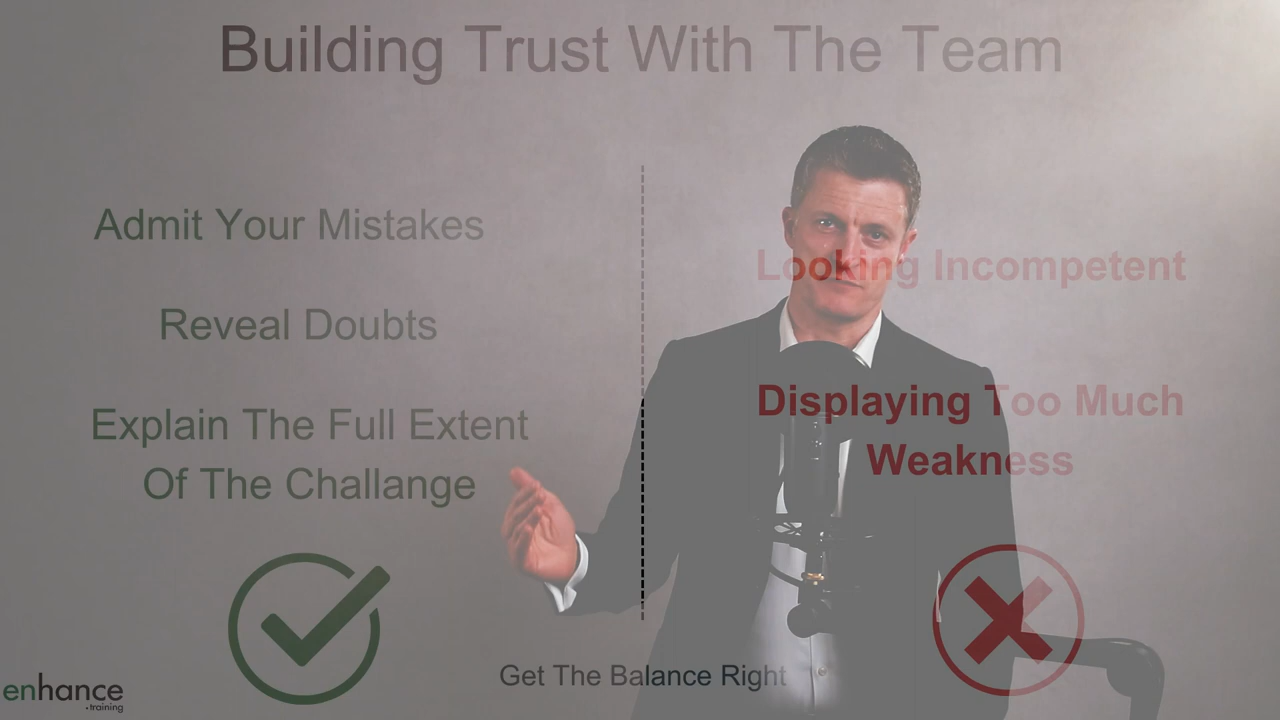 Building Trust With The Team
Admit Your Mistakes
Reveal Doubts
Explain The Full Extent
Of The Challange
Looking Incompetent
Displaying Too Much
Weakness
Get The Balance Right
enhance
.training